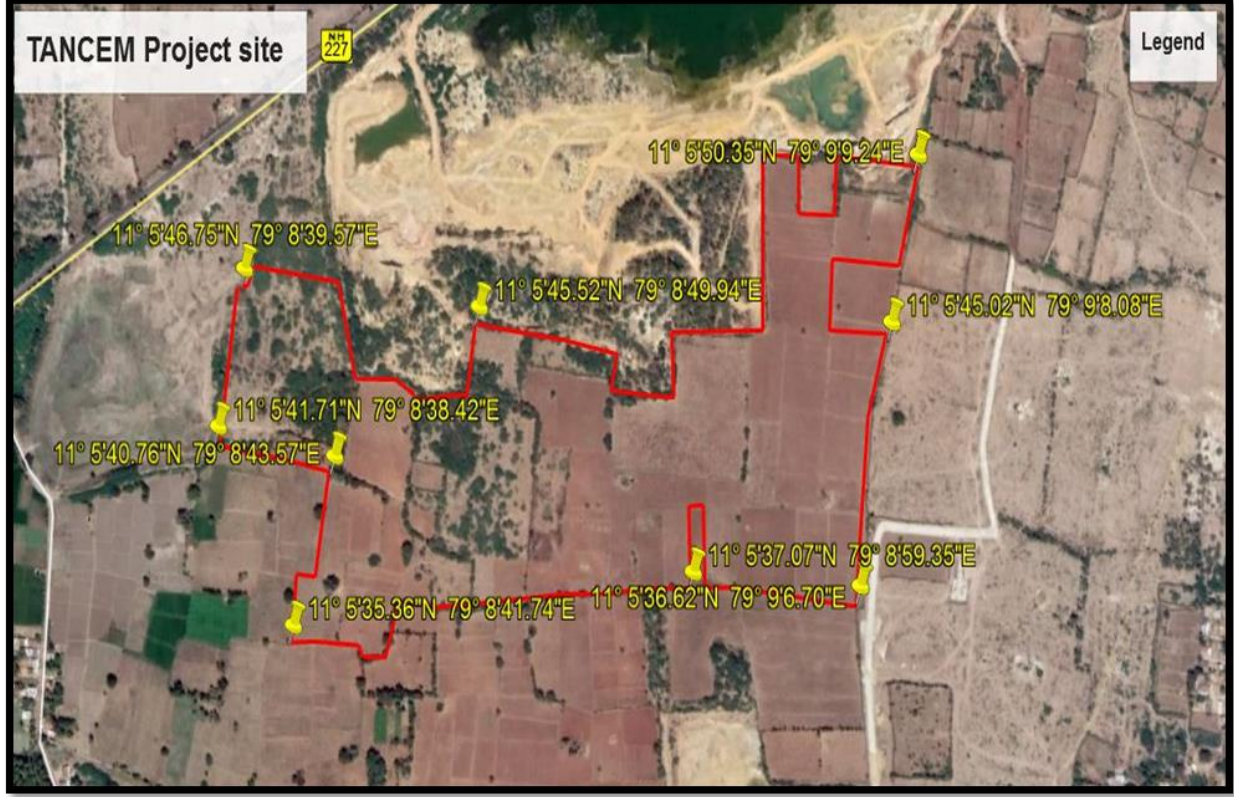 TANCEM Project site
NH
227
Legend
11° 5'50.35"N 79° 9'9.24"E
11° 5'46.75"N 79° 8'39.57"E
11° 5'45.52"N 79° 8'49.94"E
11° 5'45.02"N 79° 9'8.08"E
11° 5'41.71"N 79° 8'38.42"E
11° 5'40.76"N 79° 8'43.57"E
11° 5'37.07"N 79° 8'59.35"E
11° 5'36.62"N 79° 9'6.70"E
11° 5'35.36"N 79° 8'41.74"E